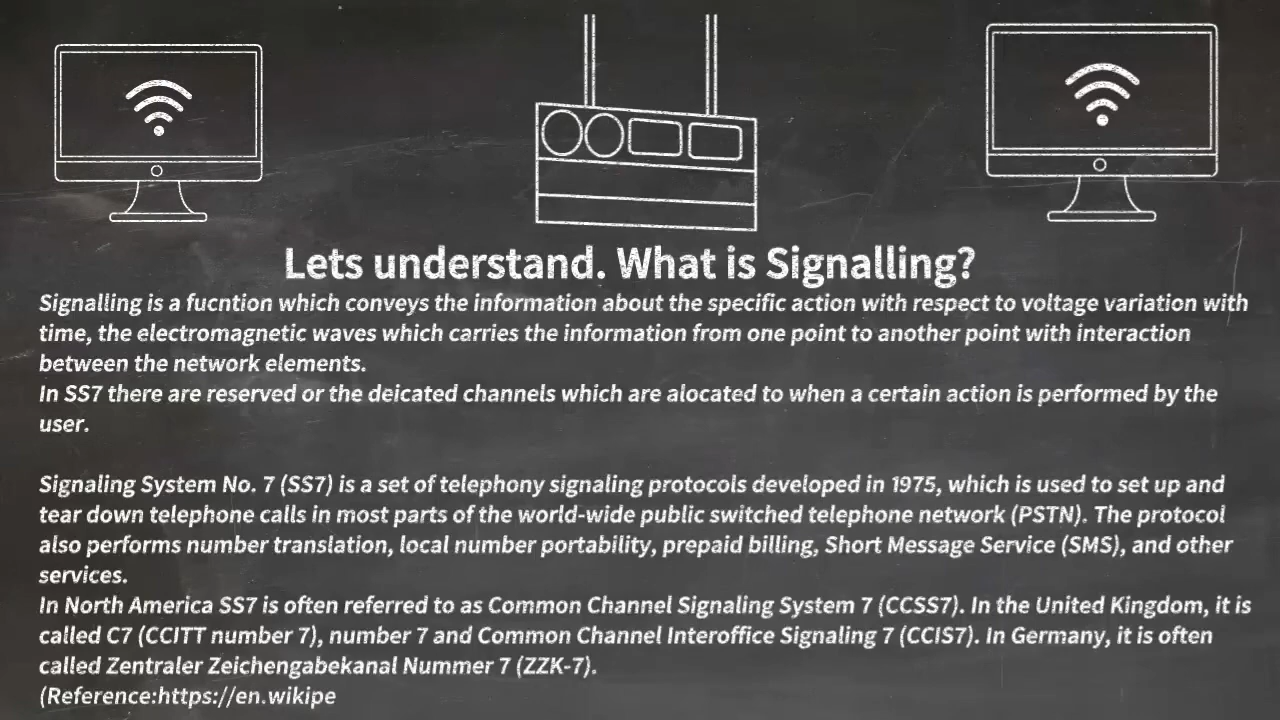 Lets understand. What is Signalling?
Signalling is a fucntion which conveys the information about the specific action with respect to voltage variation with
time, the electromagnetic waves which carries the information from one point to another point with interaction
between the network elements.
In SS7 there are reserved or the deicated channels which are alocated to when a certain action is performed by the
user.
Signaling System No. 7 (SS7) is a set of telephony signaling protocols developed in 1975, which is used to set up and
tear down telephone calls in most parts of the world-wide public switched telephone network (PSTN). The protocol
also performs number translation, local number portability, prepaid billing, Short Message Service (SMS), and other
services.
In North America SS7 is often referred to as Common Channel Signaling System 7 (CCSS7). In the United Kingdom, it is
called C7 (CCITT number 7), number 7 and Common Channel Interoffice Signaling 7 (CCIS7). In Germany, it is often
called Zentraler Zeichengabekanal Nummer 7 (ZZK-7).
(Reference:https://en.wikipe